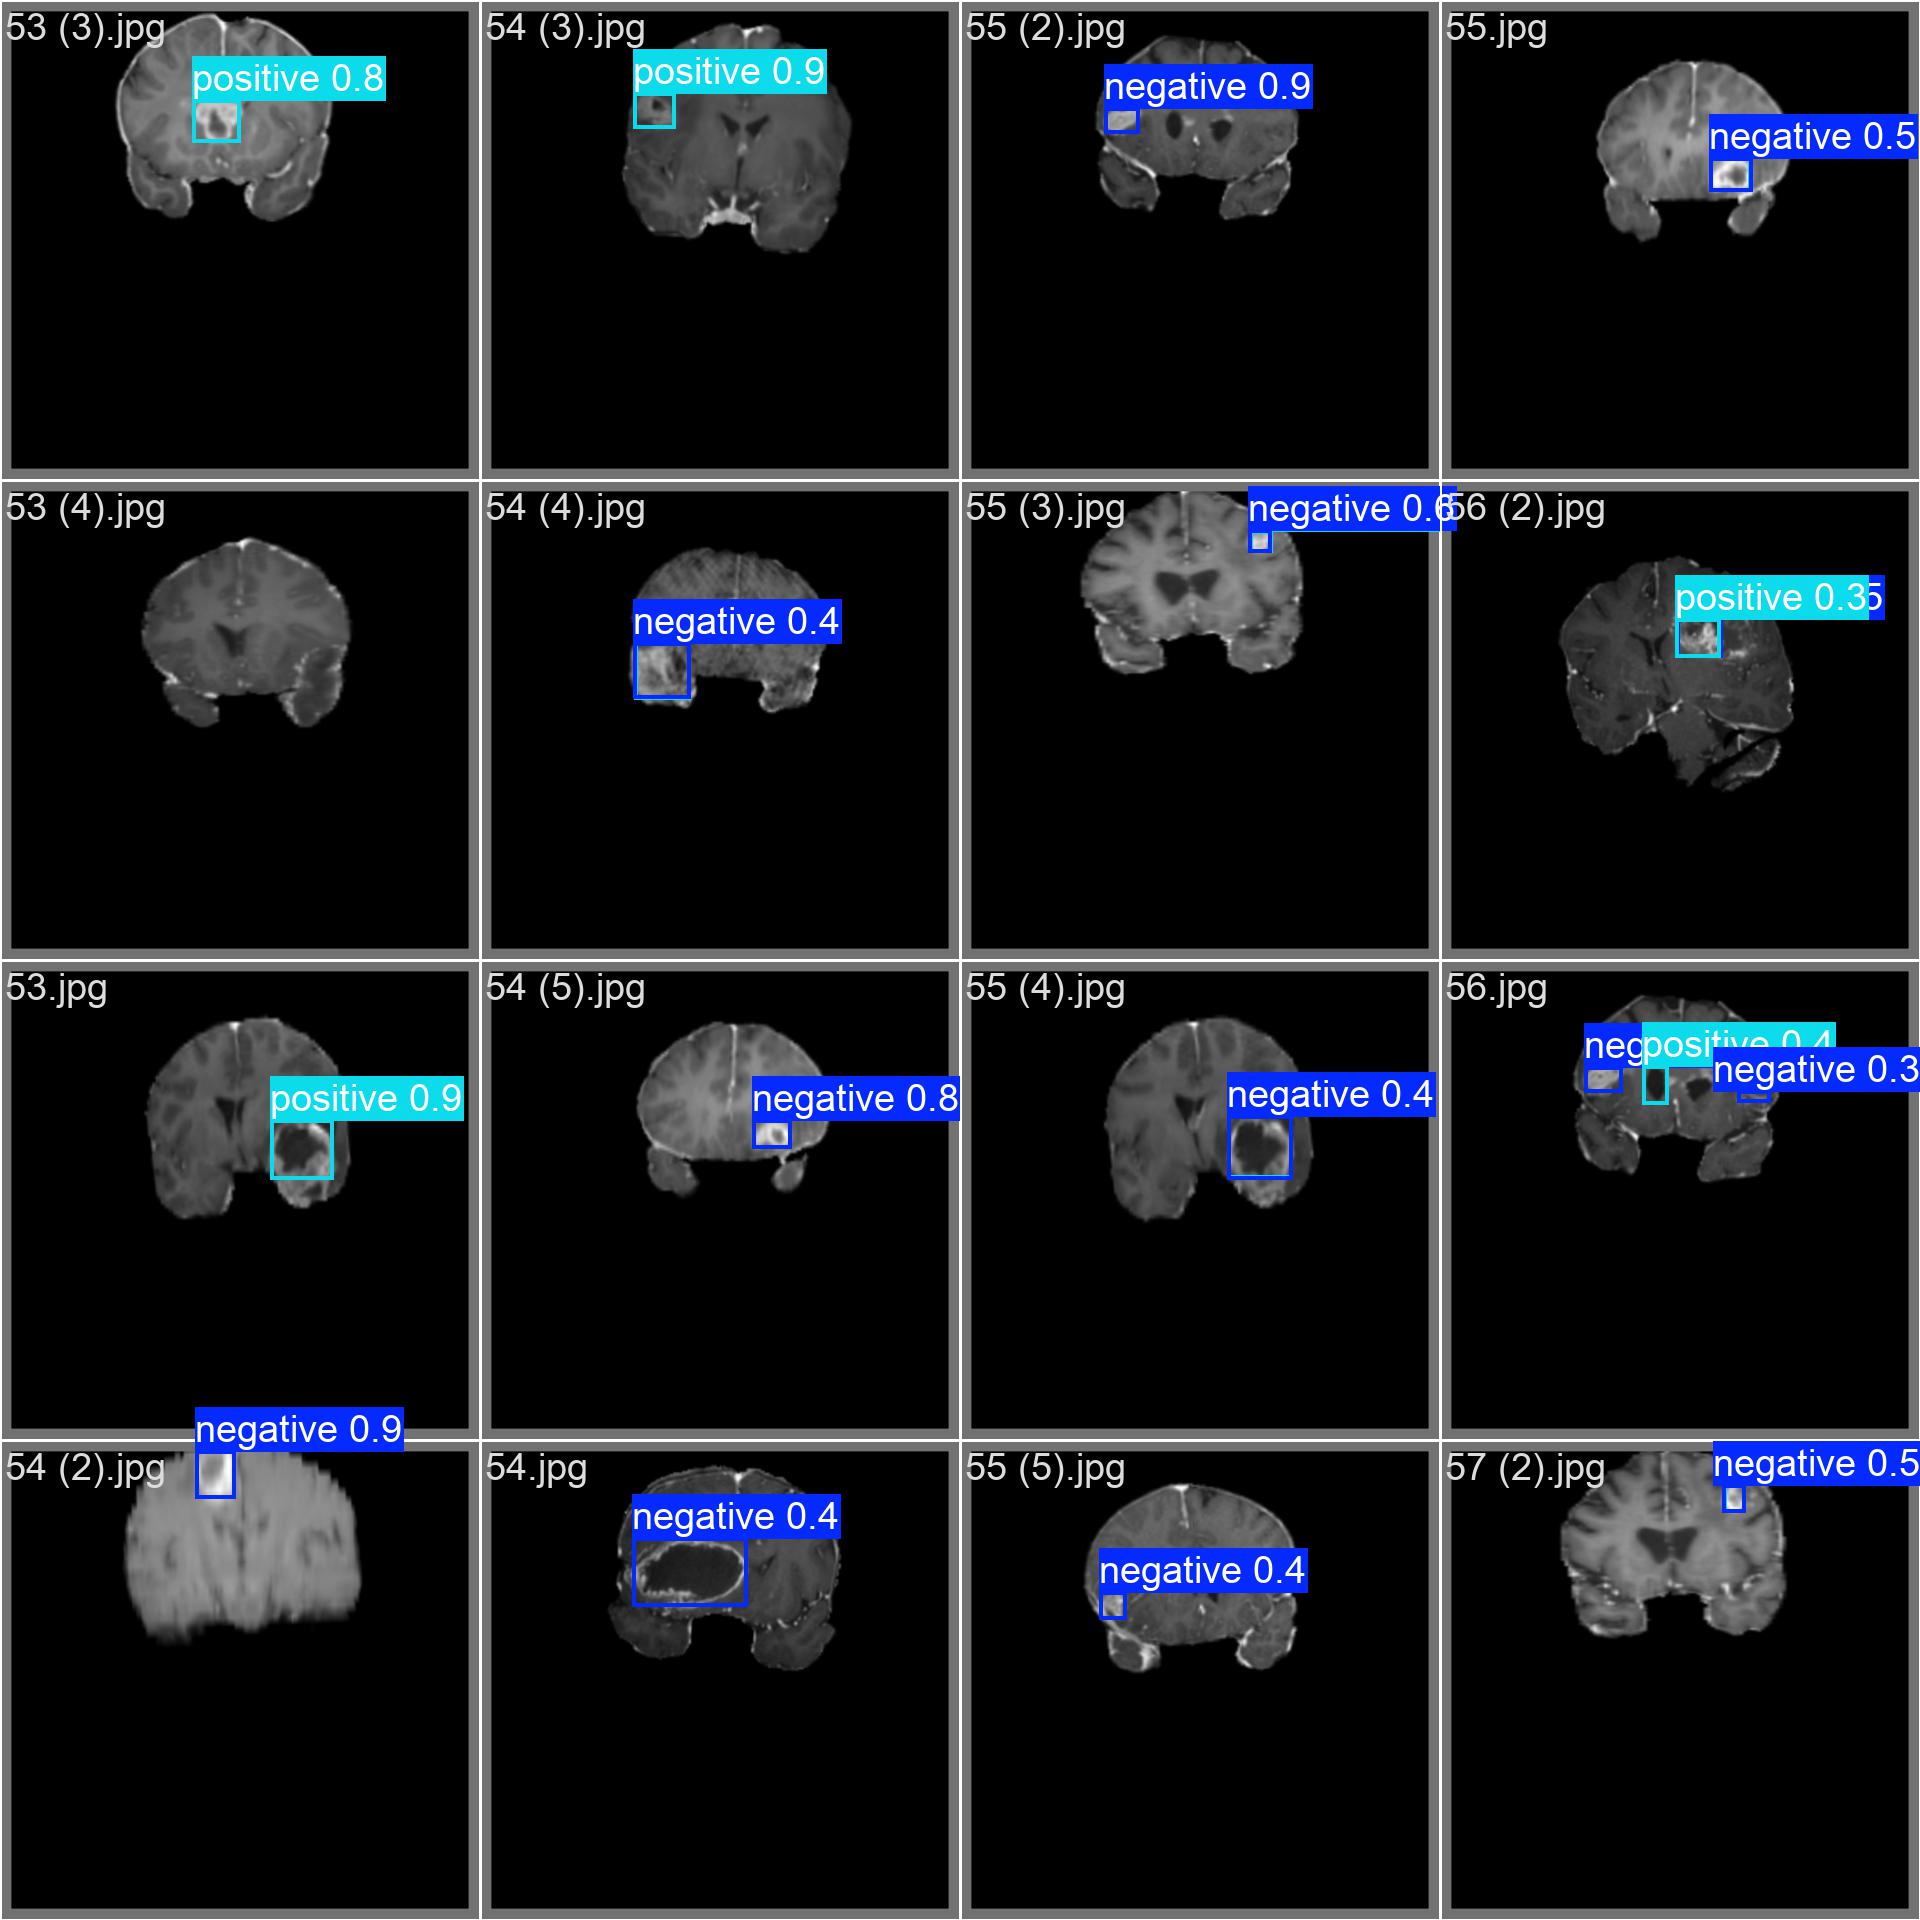 53 (3).jpg
positive 0.8
54 (3).jpg
positive 0.9
55 (2).jpg
negative 0.9
55.jpg
negative 0.5
53 (4).jpg
54 (4).jpg
negative 0.4
55 (3).jpg
negative 0.6
56 (2).jpg
positive 0.3
5
53.jpg
positive 0.9
54 (5).jpg
negative 0.8
55 (4).jpg
negative 0.4
56.jpg
neg
positive 0.4
negative 0.3
54 (2).jpg
negative 0.9
54.jpg
negative 0.4
55 (5).jpg
negative 0.4
57 (2).jpg
negative 0.5